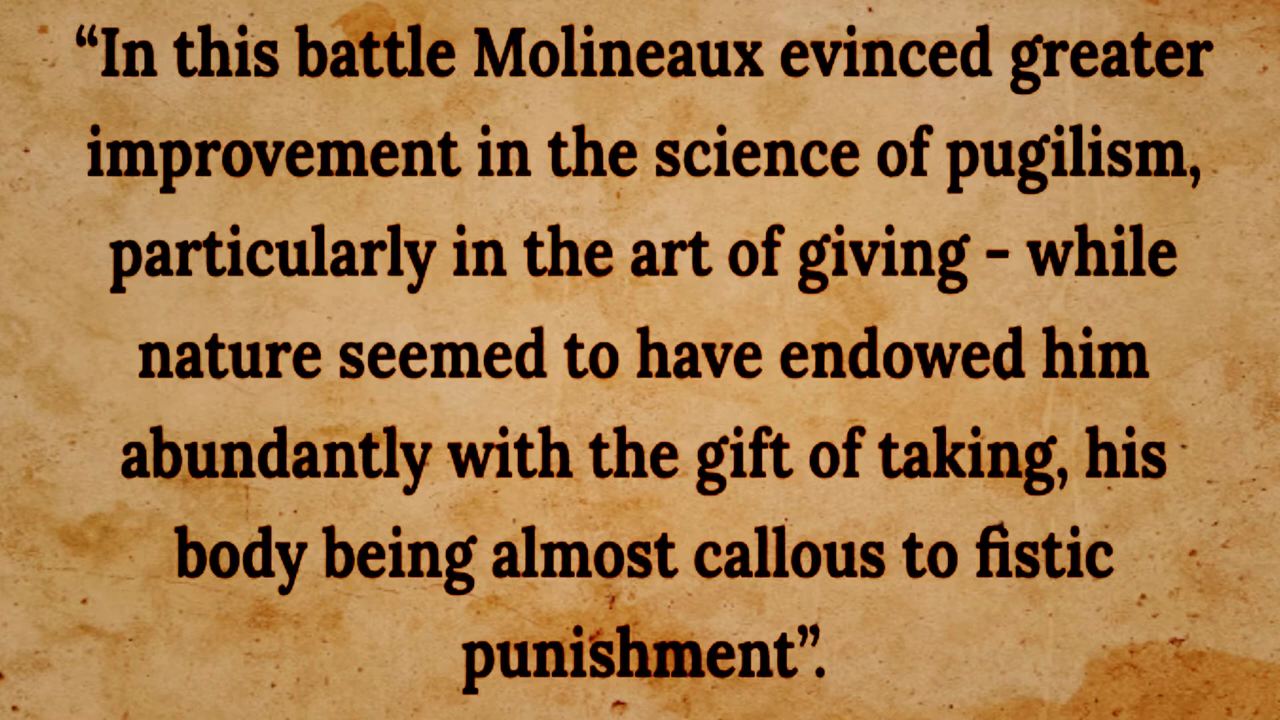 “In this battle Molineaux evinced greater
improvement in the science of pugilism,
particularly in the art of giving - while
nature seemed to have endowed him
abundantly with the gift of taking, his
body being almost callous to fistic
punishment”.